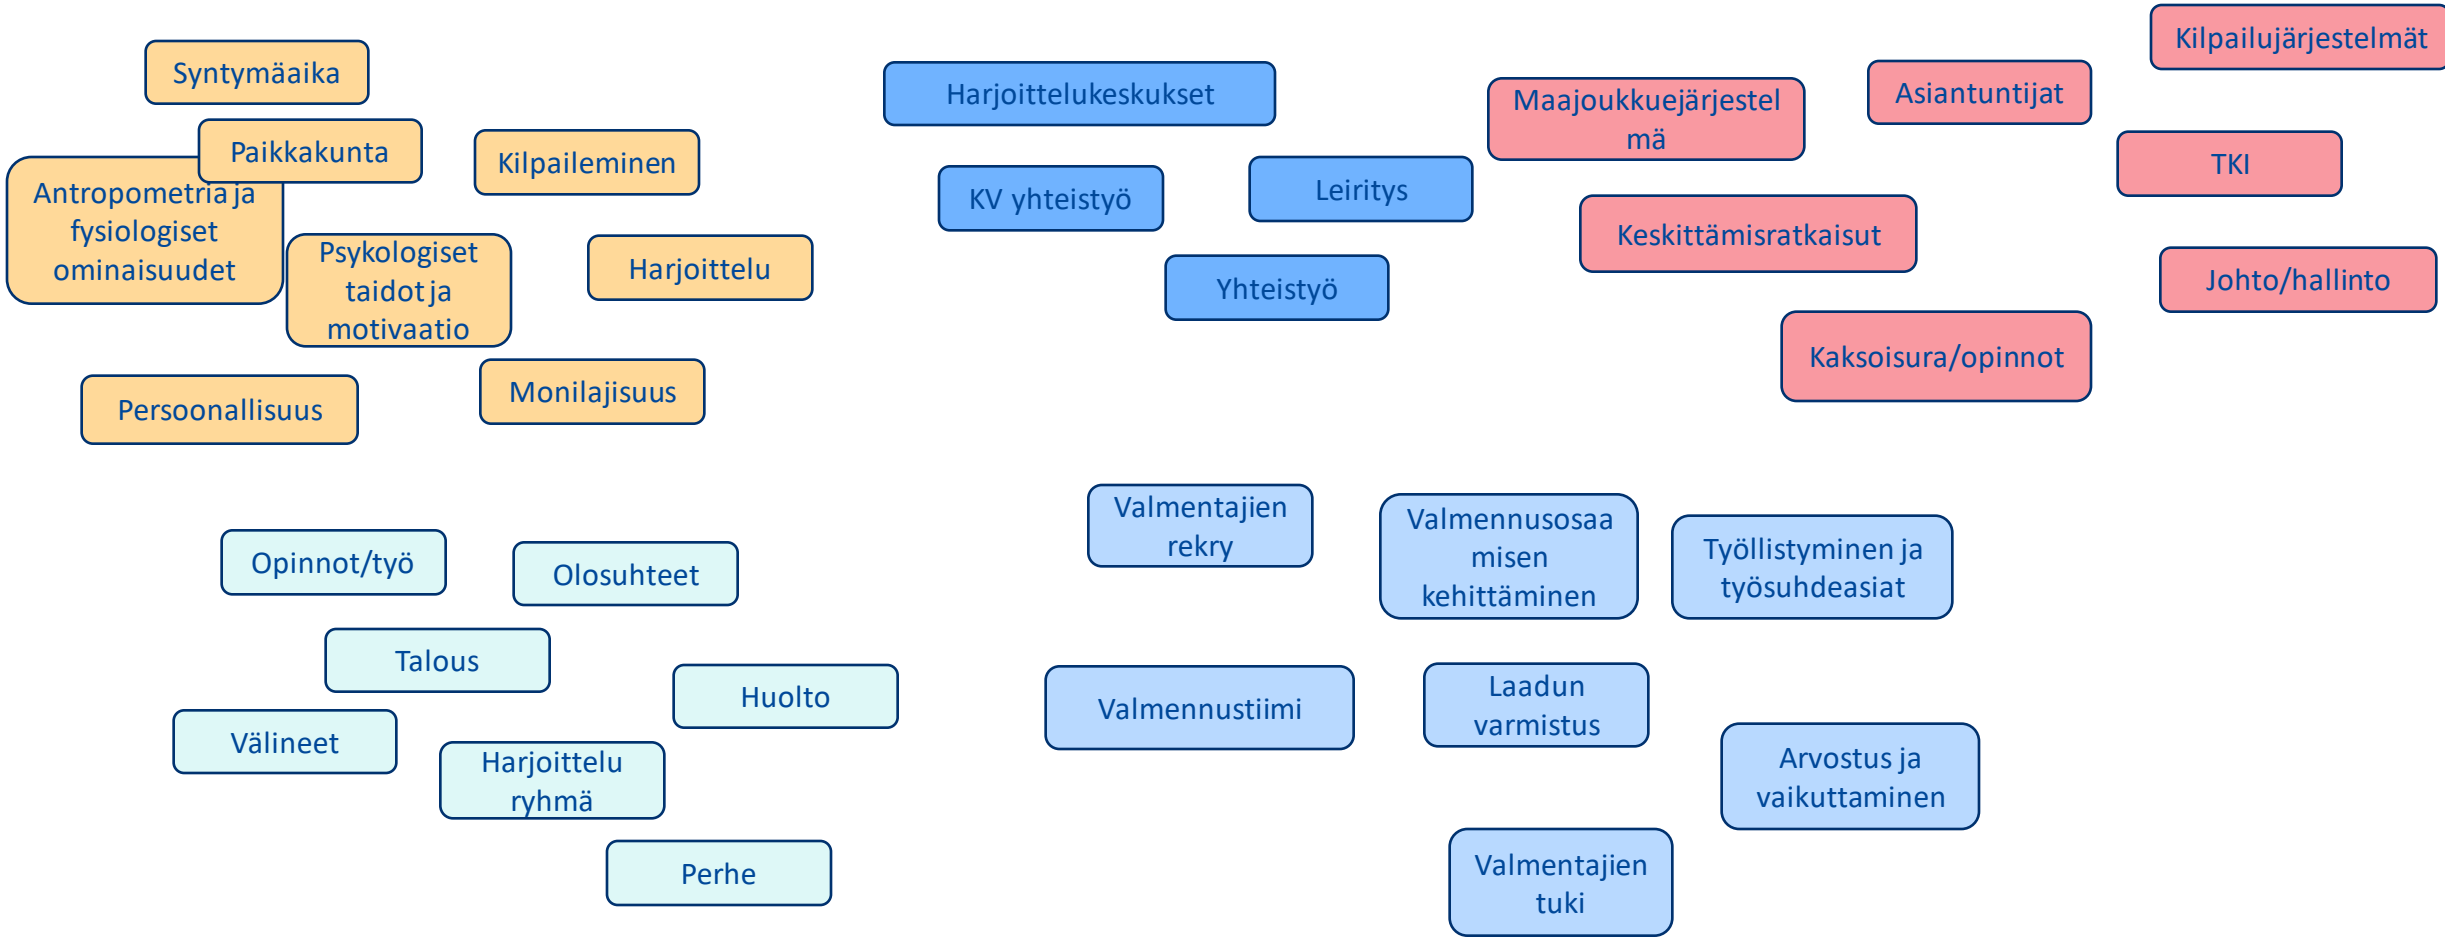 Syntymäaika
Paikkakunta
Antropometria ja
fysiologiset
ominaisuudet
Kilpaileminen
Psykologiset
taidot ja
motivaatio
Harjoittelu
Persoonallisuus
Monilajisuus
Harjoittelukeskukset
KV yhteistyö
Leiritys
Yhteistyö
Maajoukkuejärjestel
mä
Asiantuntijat
Kilpailujärjestelmät
TKI
Keskittämisratkaisut
Johto/hallinto
Kaksoisura/opinnot
Opinnot/työ
Olosuhteet
Talous
Huolto
Välineet
Harjoittelu
ryhmä
Perhe
Valmentajien
rekry
Valmennusosaa
misen
kehittäminen
Työllistyminen ja
työsuhdeasiat
Valmennustiimi
Laadun
varmistus
Arvostus ja
vaikuttaminen
Valmentajien
tuki